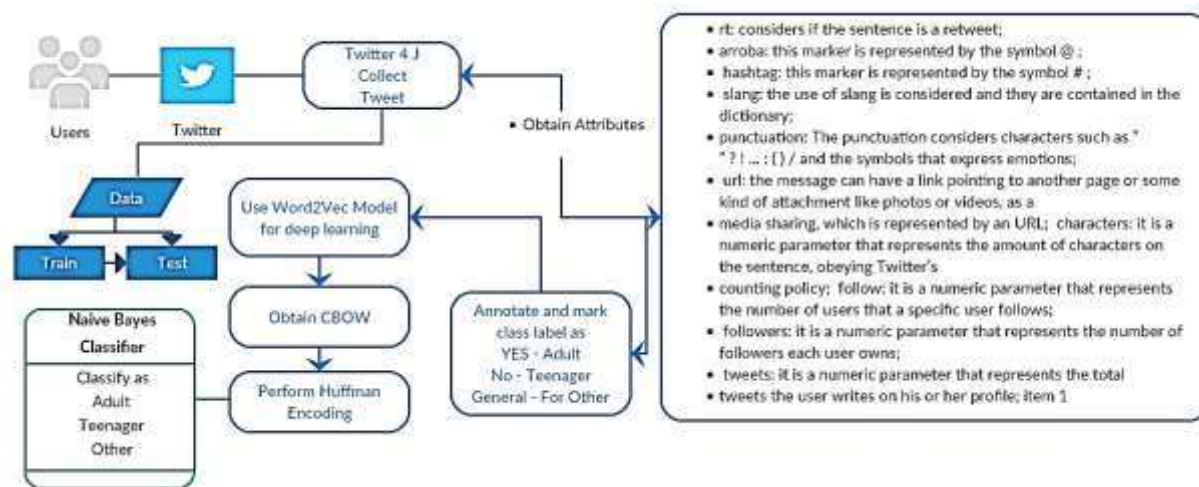 Users
Twitter
Twitter 4 J
Collect
Tweet
• Obtain Attributes
Data
Train
Test
Use Word2Vec Model
for deep learning
Obtain CBOW
Perform Huffman
Encoding
Naive Bayes
Classifier
Classify as
Adult
Teenager
Other
Annotate and mark
class label as
YES - Adult
No - Teenager
General - For Other
• rt: considers if the sentence is a retweet;
• arroba: this marker is represented by the symbol @ ;
• hashtag: this marker is represented by the symbol # ;
• slang: the use of slang is considered and they are contained in the
dictionary;
• punctuation: The punctuation considers characters such as "
" ? ! ... ; { } / and the symbols that express emotions;
• url: the message can have a link pointing to another page or some
kind of attachment like photos or videos, as a
• media sharing, which is represented by an URL; characters: it is a
numeric parameter that represents the amount of characters on
the sentence, obeying Twitter's
• counting policy; follow: it is a numeric parameter that represents
the number of users that a specific user follows;
• followers: it is a numeric parameter that represents the number of
followers each user owns;
• tweets: it is a numeric parameter that represents the total
• tweets the user writes on his or her profile; item 1